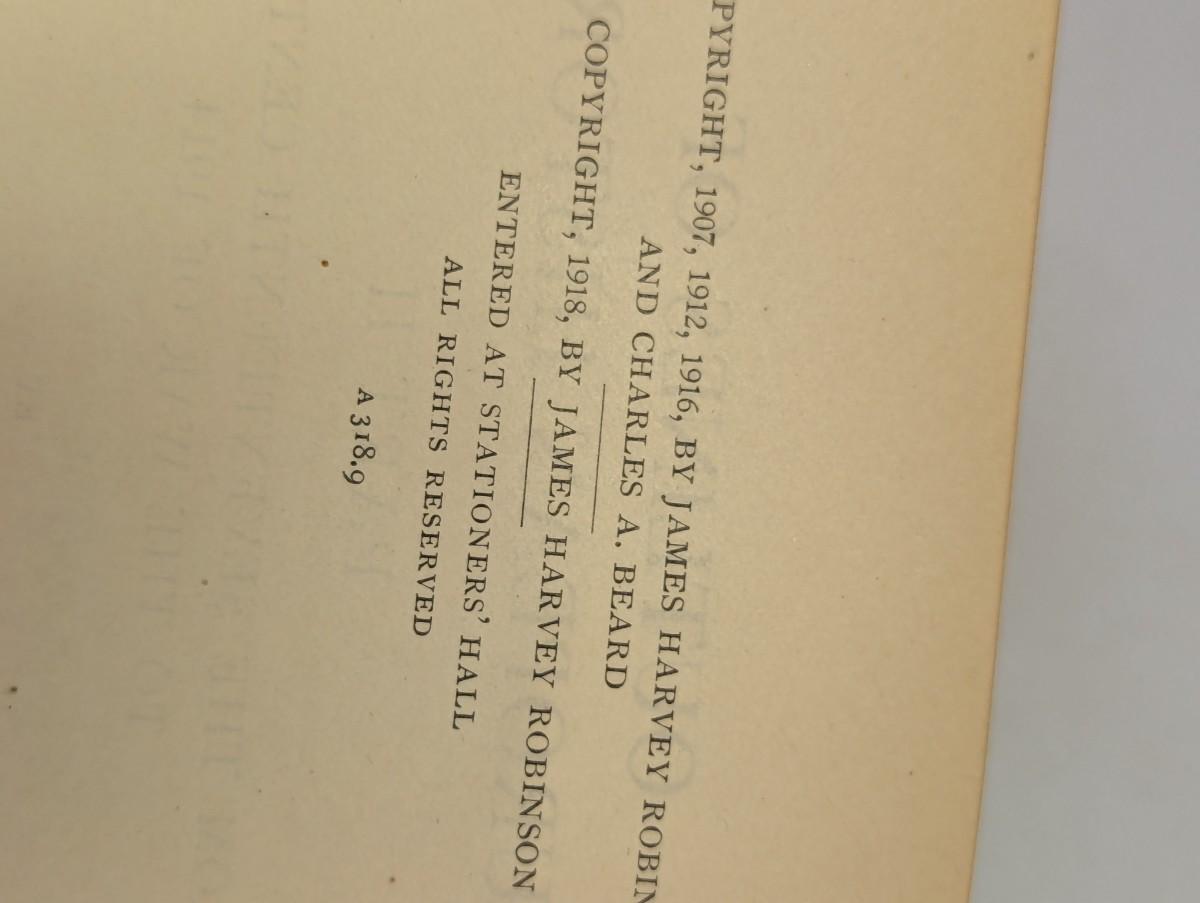 PYRIGHT, 1907, 1912, 1916, BY JAMES HARVEY ROBIN
AND CHARLES A. BEARD
COPYRIGHT, 1918, BY JAMES HARVEY ROBINSON
ENTERED AT STATIONERS' HALL
ALL RIGHTS RESERVED
A 318.9